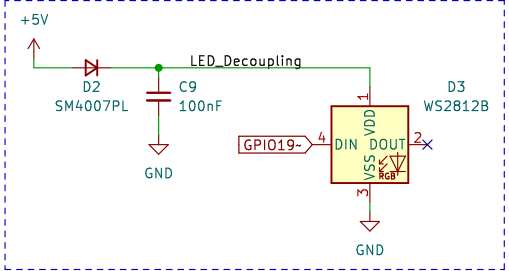 +5V
LED_Decoupling
D2
SM4007PL
C9
100nF
GND
D3
WS2812B
1
VDD
GPIO19~
4
DIN
DOUT
2
VSS
RGB
3
GND